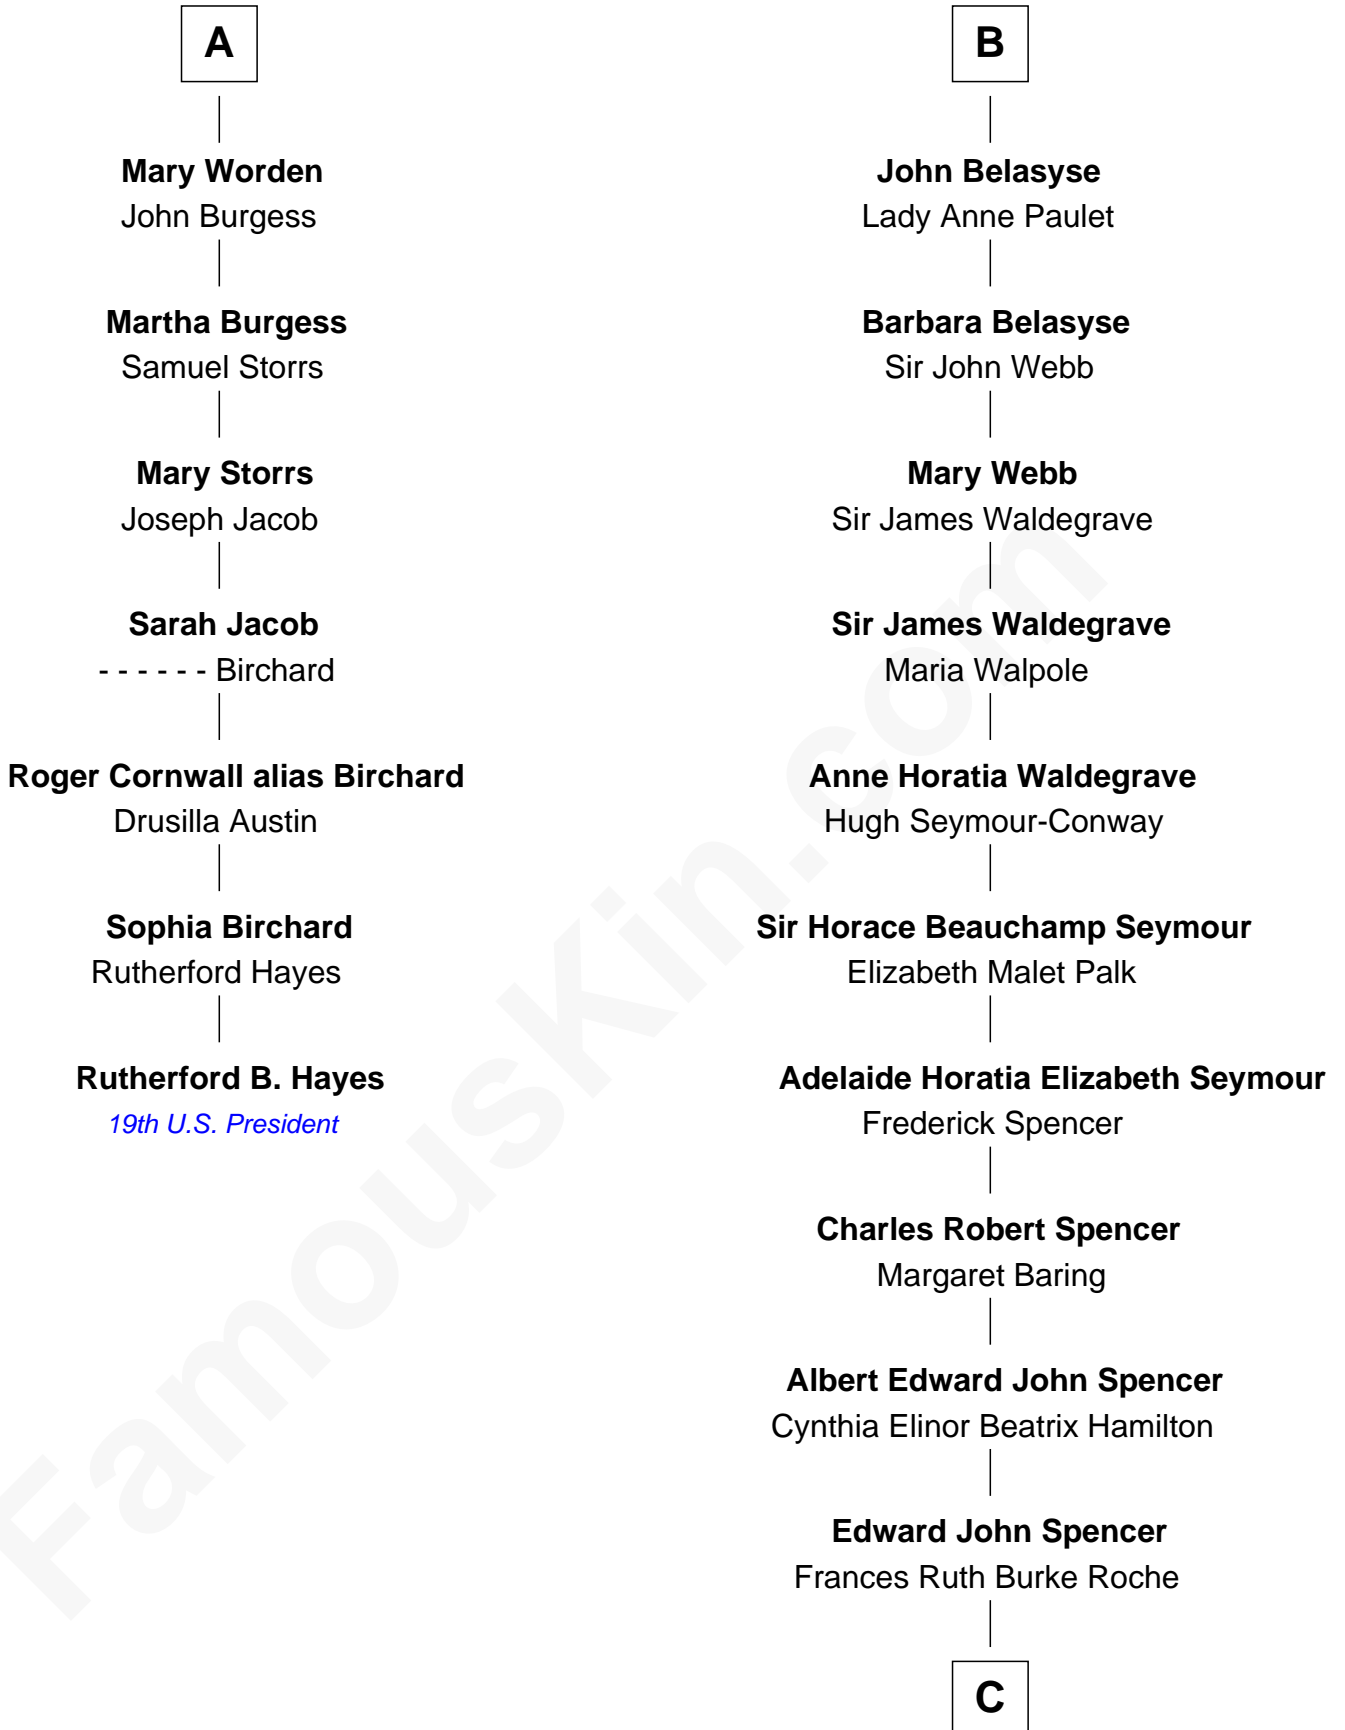 A
Mary Worden
John Burgess
Martha Burgess
Samuel Storrs
Mary Storrs
Joseph Jacob
Sarah Jacob
- - - - - - Birchard
Roger Cornwall alias Birchard
Drusilla Austin
Sophia Birchard
Rutherford Hayes
Rutherford B. Hayes
19th U.S. President
B
John Belasyse
Lady Anne Paulet
Barbara Belasyse
Sir John Webb
Mary Webb
Sir James Waldegrave
Sir James Waldegrave
Maria Walpole
Anne Horatia Waldegrave
Hugh Seymour-Conway
Sir Horace Beauchamp Seymour
Elizabeth Malet Palk
Adelaide Horatia Elizabeth Seymour
Frederick Spencer
Charles Robert Spencer
Margaret Baring
Albert Edward John Spencer
Cynthia Elinor Beatrix Hamilton
Edward John Spencer
Frances Ruth Burke Roche
C
FamousKin.com